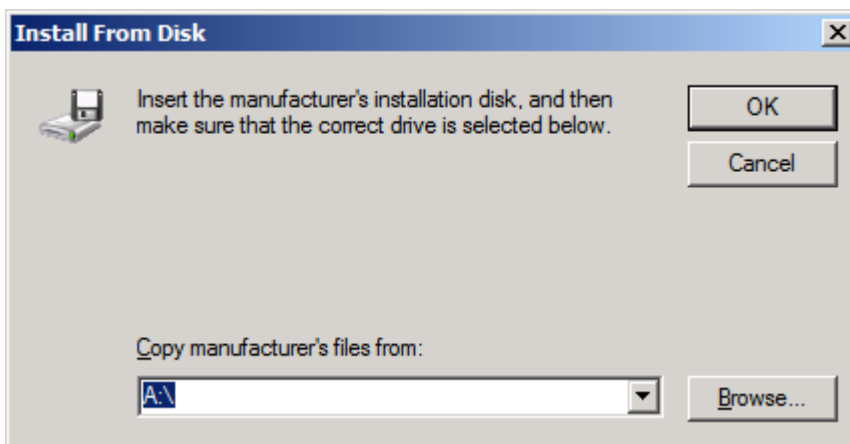 Install From Disk
Insert the manufacturer's installation disk, and then
make sure that the correct drive is selected below.
OK
Cancel
Copy manufacturer's files from:
A:\
Browse...